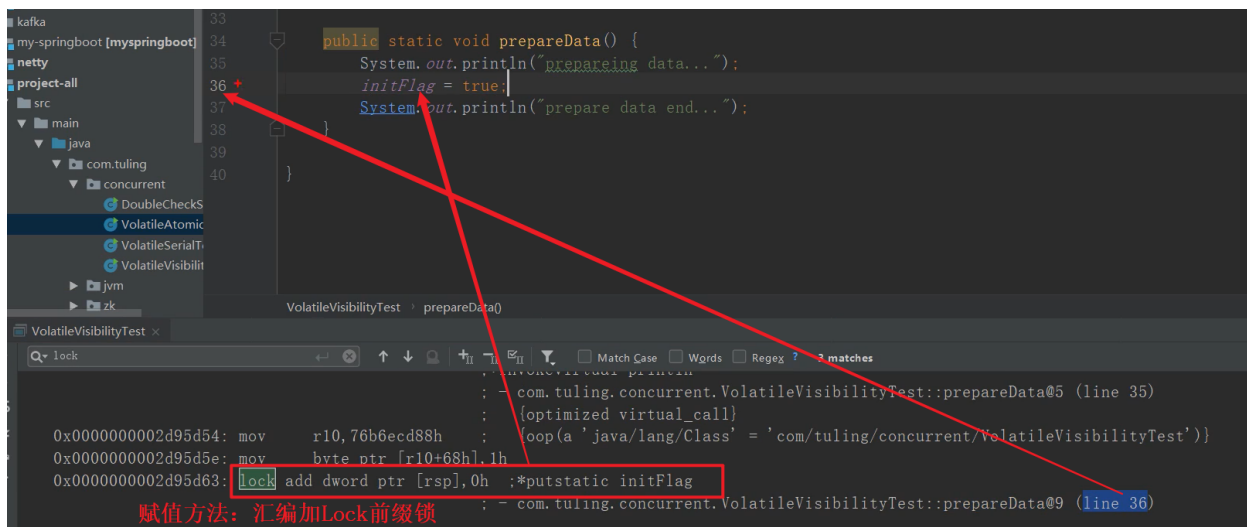 kafka
my-springboot [myspringboot]
netty
project-all
src
main
java
com.tuling
concurrent
DoubleCheckS
VolatileAtomic
VolatileSerialT
VolatileVisibilit
jvm
zk
33
34 public static void prepareData() {
35 System.out.println("prepareing data...");
36 initFlag = true;
37 System.out.println("prepare data end...");
38 }
39
40 }
VolatileVisibilityTest › prepareData()
VolatileVisibilityTest ×
lock Match Case Words Regex ? 3 matches
; - com.tuling.concurrent.VolatileVisibilityTest::prepareData@5 (line 35)
; {optimized virtual_call}
0x0000000002d95d54: mov r10,76b6ecd88h ; {oop(a 'java/lang/Class' = 'com/tuling/concurrent/VolatileVisibilityTest')}
0x0000000002d95d5e: mov byte ptr [r10+68h],1h
0x0000000002d95d63: lock add dword ptr [rsp],0h ;*putstatic initFlag
; - com.tuling.concurrent.VolatileVisibilityTest::prepareData@9 (line 36)
赋值方法：汇编加Lock前缀锁